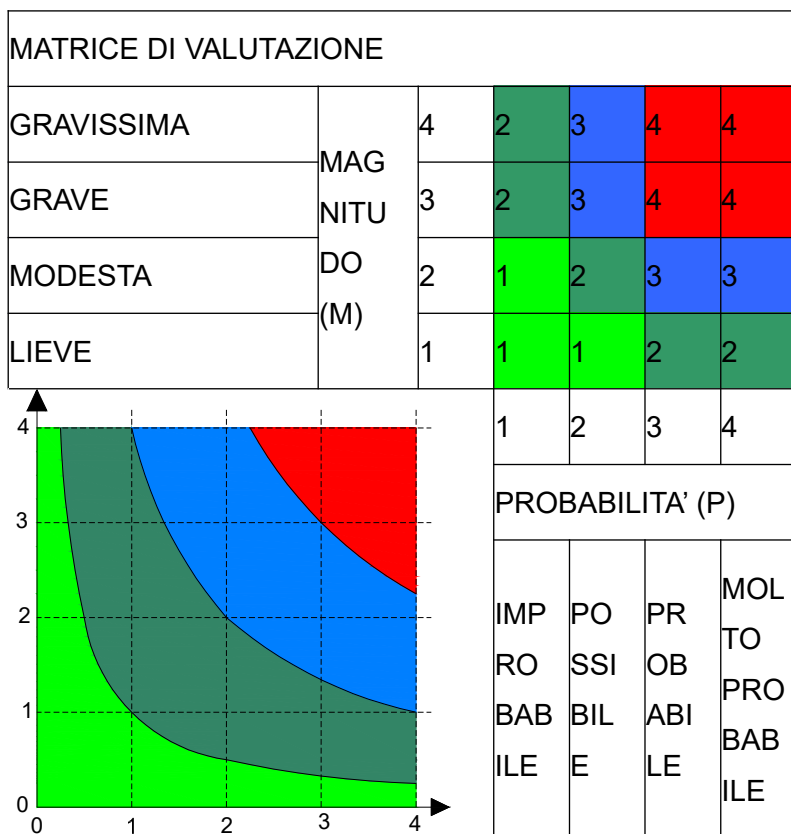 MATRICE DI VALUTAZIONE
GRAVISSIMA
MAG
NITU
DO
(M)
4
2
3
4
4
GRAVE
3
2
3
4
4
MODESTA
2
1
2
3
3
LIEVE
1
1
1
2
2
1
2
3
4
PROBABILITA’ (P)
IMP
RO
BAB
ILE
PO
SSI
BIL
E
PR
OB
ABI
LE
MOL
TO
PRO
BAB
ILE
4
3
2
1
0
0
1
2
3
4